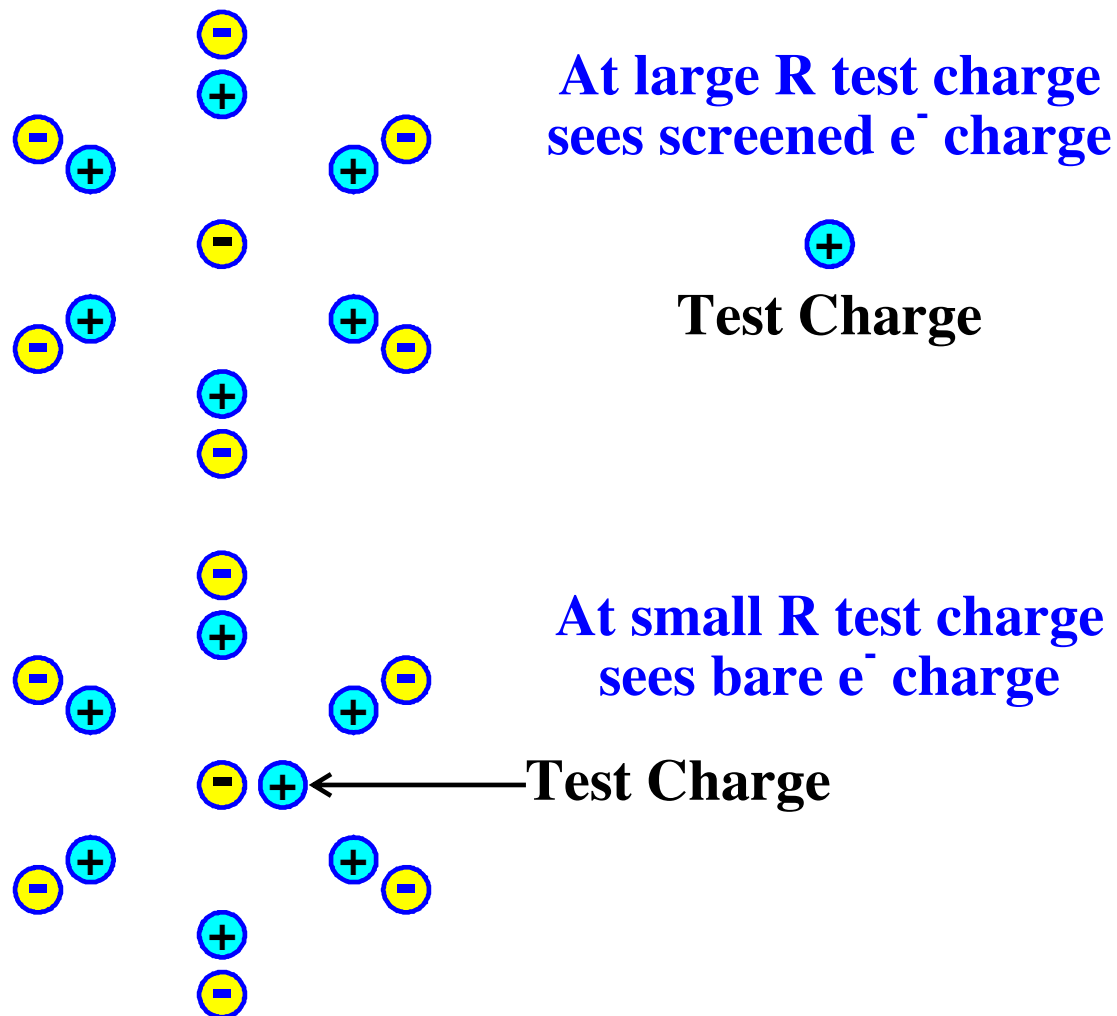 At large R test charge
sees screened e⁻ charge
Test Charge
At small R test charge
sees bare e⁻ charge
Test Charge